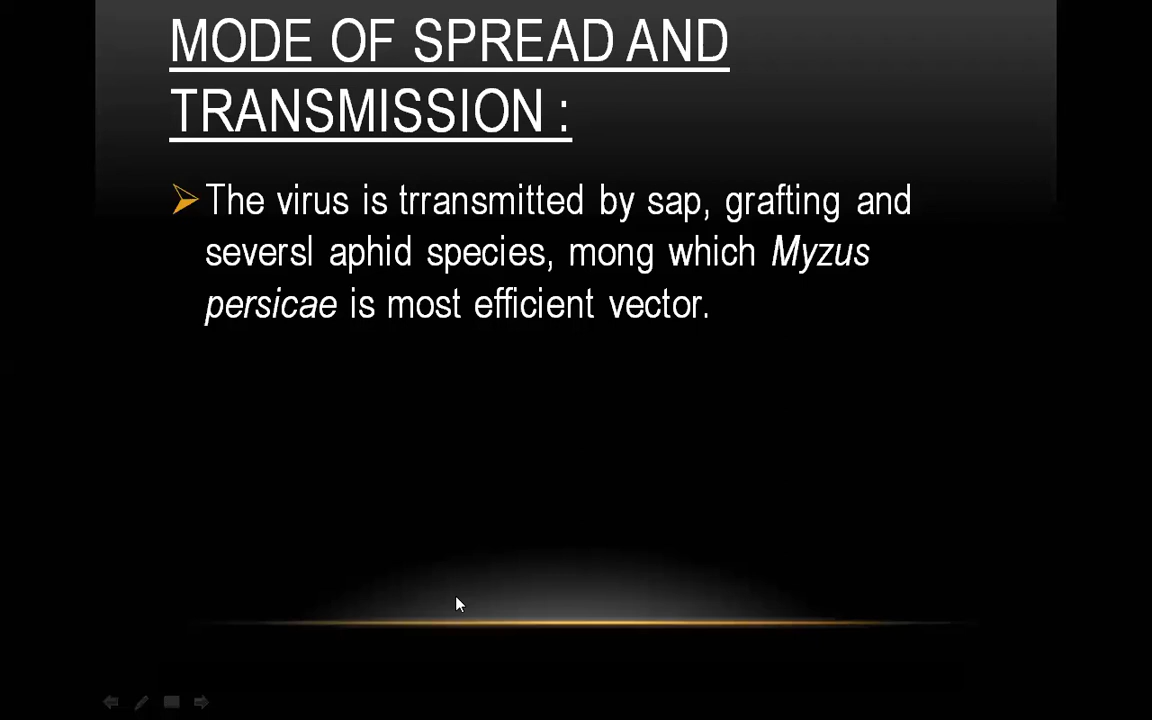 MODE OF SPREAD AND
TRANSMISSION :
The virus is trransmitted by sap, grafting and
seversl aphid species, mong which Myzus
persicae is most efficient vector.